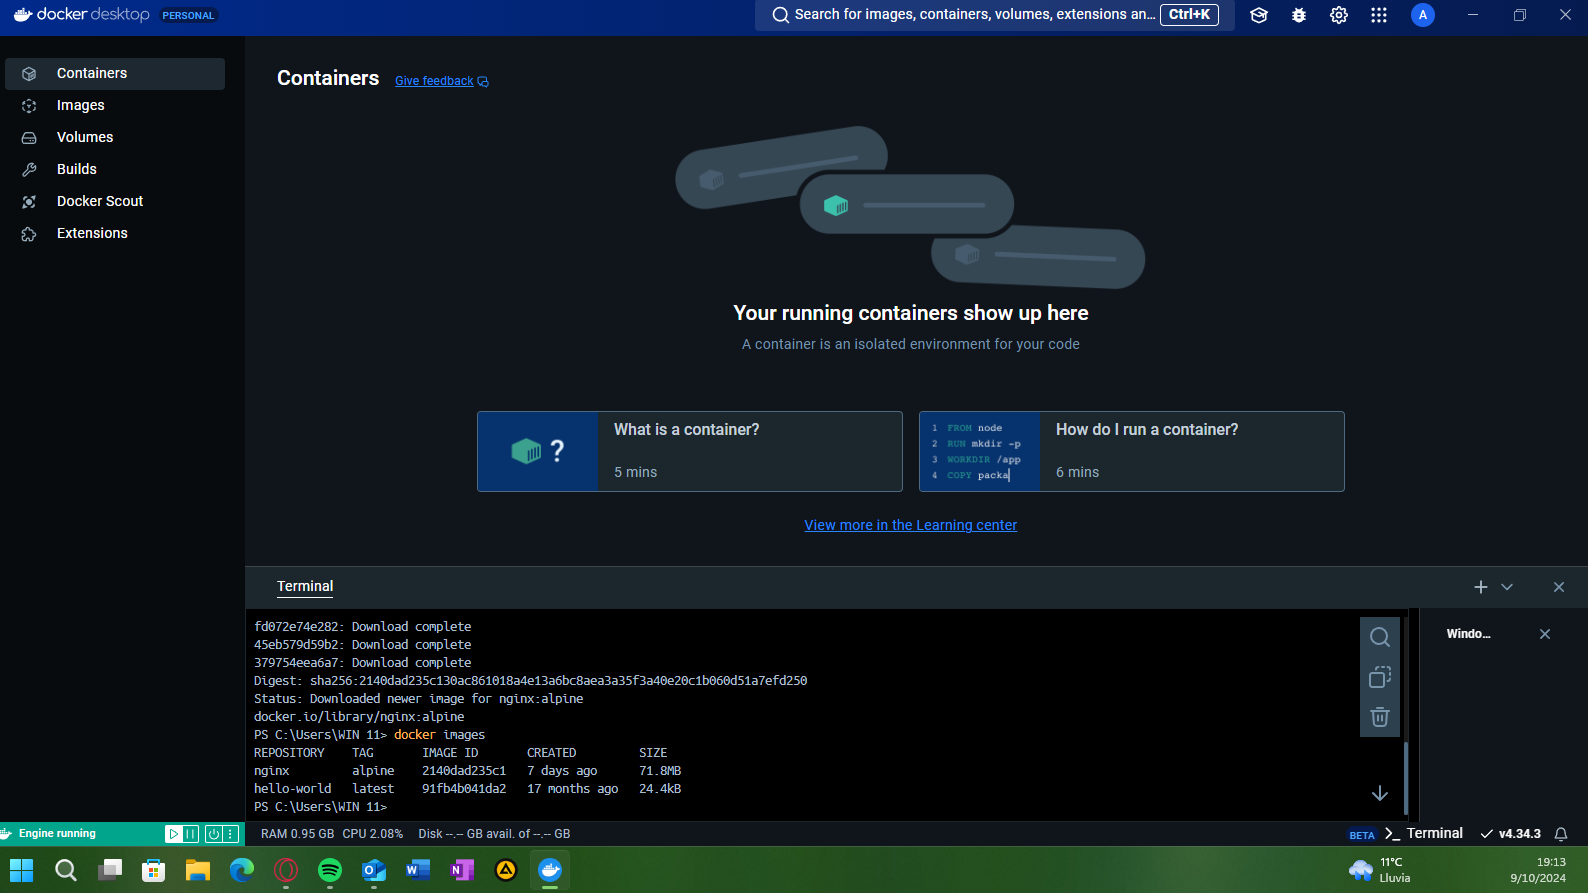 docker desktop PERSONAL
Search for images, containers, volumes, extensions an... Ctrl+K
A
Containers
Images
Volumes
Builds
Docker Scout
Extensions
Containers Give feedback
Your running containers show up here
A container is an isolated environment for your code
?
What is a container?
5 mins
1 FROM node
2 RUN mkdir -p
3 WORKDIR /app
4 COPY packa
How do I run a container?
6 mins
View more in the Learning center
Terminal
fd072e74e282: Download complete
45eb579d59b2: Download complete
379754eea6a7: Download complete
Digest: sha256:2140dad235c130ac861018a4e13a6bc8aea3a35f3a40e20c1b060d51a7efd250
Status: Downloaded newer image for nginx:alpine
docker.io/library/nginx:alpine
PS C:\Users\WIN 11> docker images
REPOSITORY TAG IMAGE ID CREATED SIZE
nginx alpine 2140dad235c1 7 days ago 71.8MB
hello-world latest 91fb4b041da2 17 months ago 24.4kB
PS C:\Users\WIN 11>
Windo...
Engine running
RAM 0.95 GB CPU 2.08% Disk --.-- GB avail. of --.-- GB
BETA >_ Terminal v4.34.3
11°C
Lluvia
19:13
9/10/2024